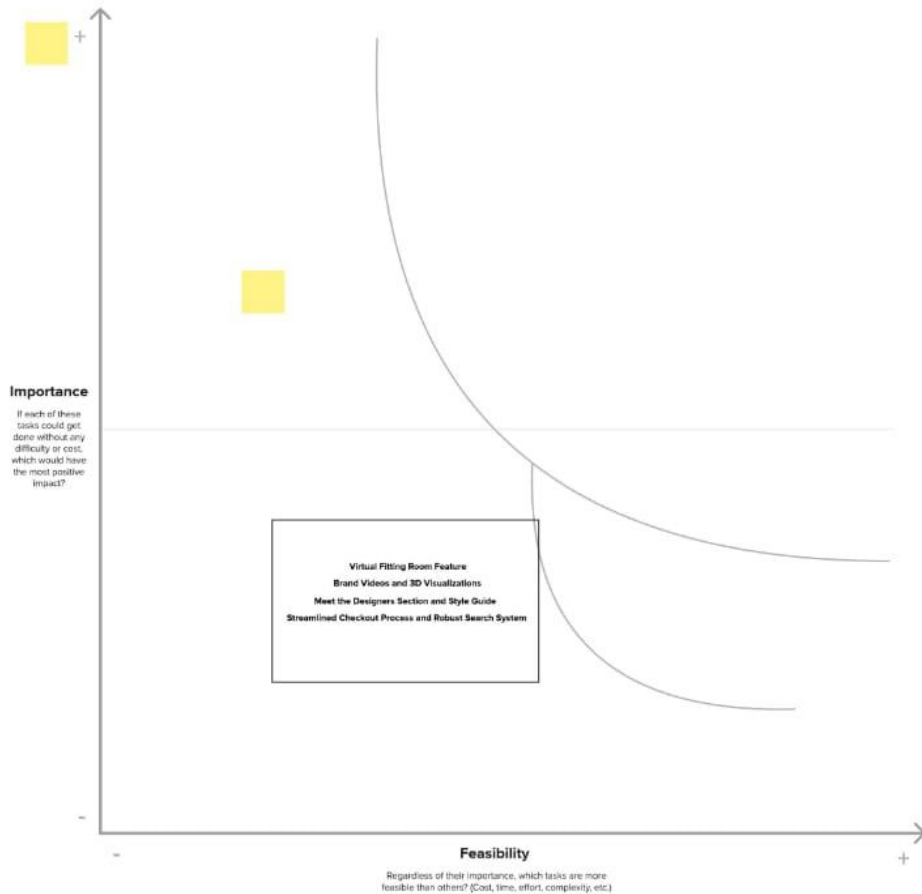 +
Importance
If each of these
tasks could get
done without any
difficulty or cost,
which would have
the most positive
impact?
Virtual Fitting Room Feature
Brand Videos and 3D Visualizations
Meet the Designers Section and Style Guide
Streamlined Checkout Process and Robust Search System
-
-
Feasibility
+
Regardless of their importance, which tasks are more
feasible than others? (Cost, time, effort, complexity, etc.)